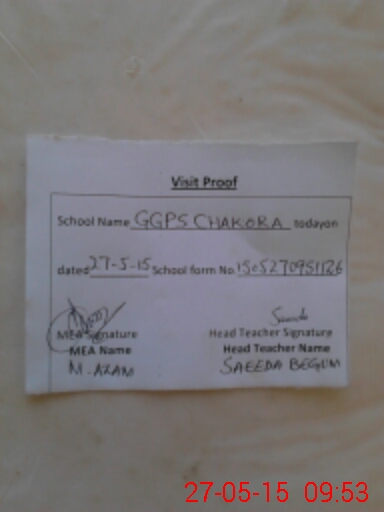 Visit Proof
School Name GGPS CHAKORA todayon
dated 27-5-15 School form No. 150527095126
MEA Signature Head Teacher Signature
MEA Name Head Teacher Name
M. AZAM SAEEDA BEGUM
27-05-15 09:53